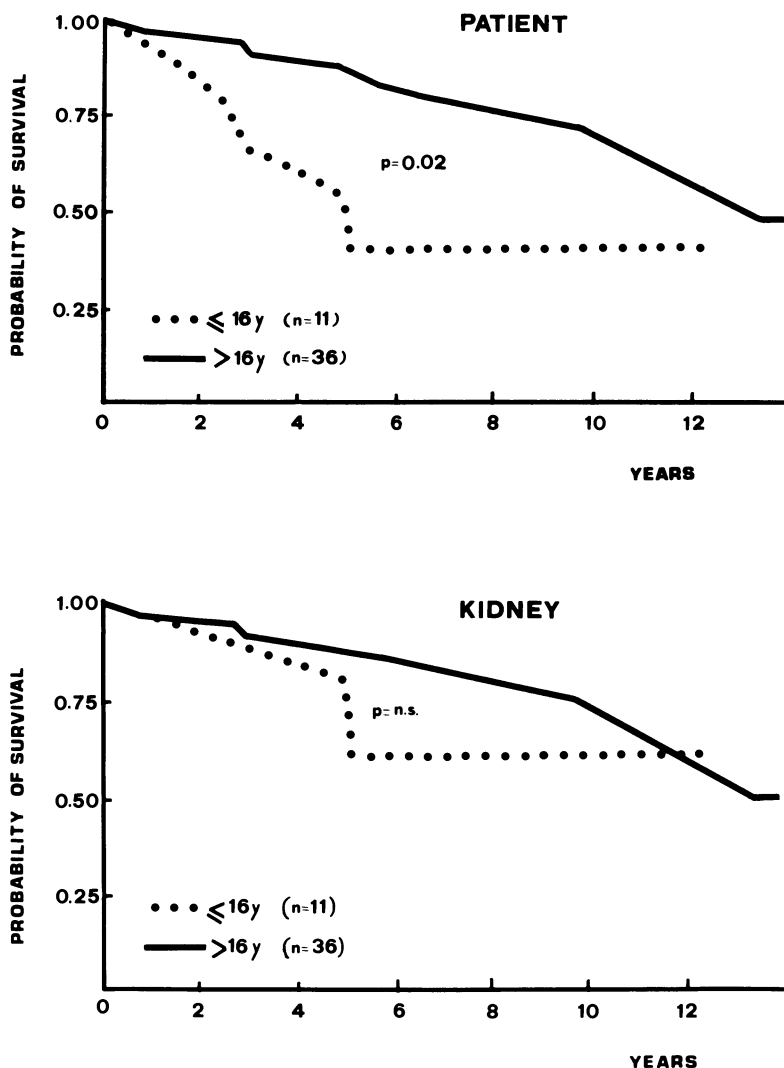 PATIENT
PROBABILITY OF SURVIVAL
1.00
0.75
0.50
0.25
p=0.02
≤ 16y (n=11)
>16y (n=36)
0 2 4 6 8 10 12
YEARS
KIDNEY
PROBABILITY OF SURVIVAL
1.00
0.75
0.50
0.25
p=n.s.
≤ 16y (n=11)
>16y (n=36)
0 2 4 6 8 10 12
YEARS